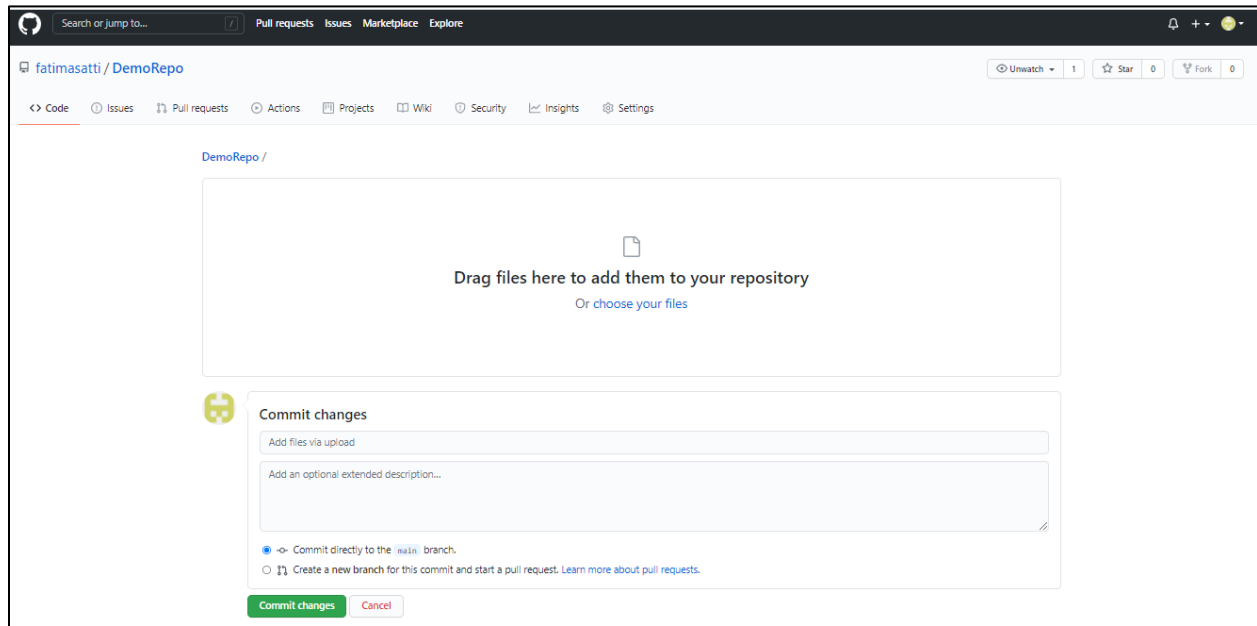 Search or jump to... /
Pull requests Issues Marketplace Explore
fatimasatti / DemoRepo
Unwatch 1 Star 0 Fork 0
Code Issues Pull requests Actions Projects Wiki Security Insights Settings
DemoRepo /
Drag files here to add them to your repository
Or choose your files
Commit changes
Add files via upload
Add an optional extended description...
Commit directly to the main branch.
Create a new branch for this commit and start a pull request. Learn more about pull requests.
Commit changes Cancel